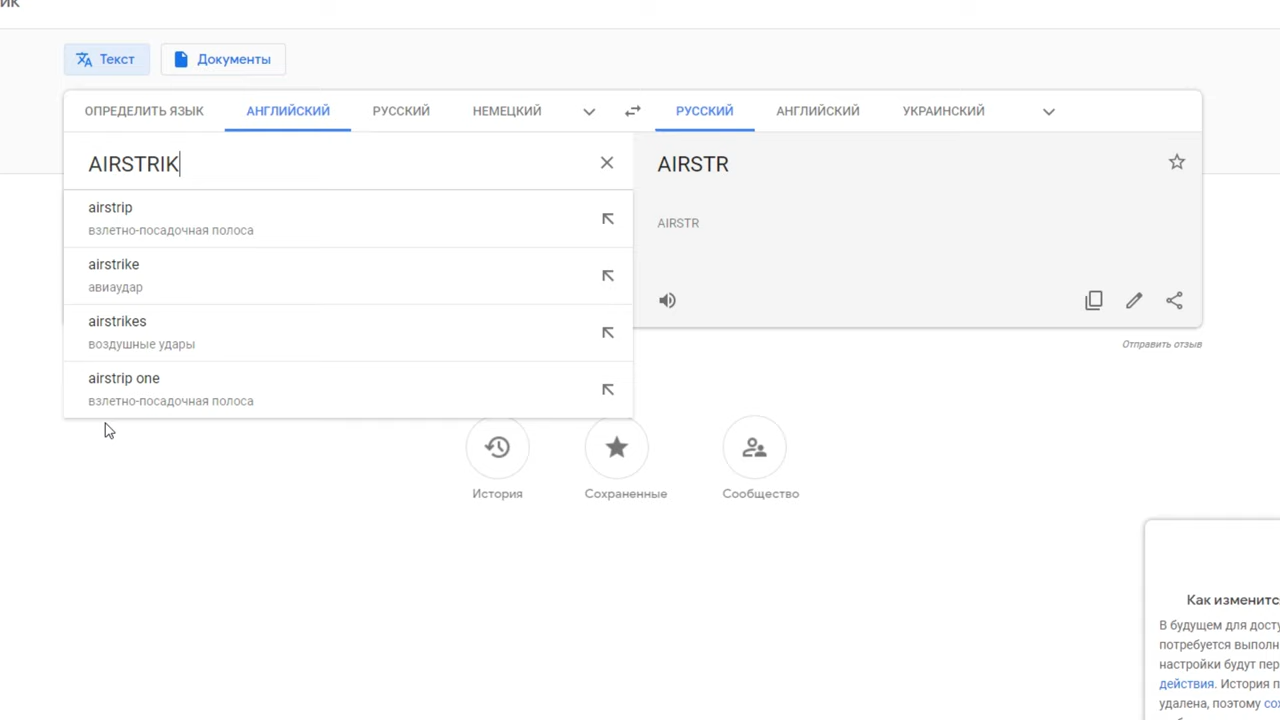 ик
Текст
Документы
ОПРЕДЕЛИТЬ ЯЗЫК АНГЛИЙСКИЙ РУССКИЙ НЕМЕЦКИЙ РУССКИЙ АНГЛИЙСКИЙ УКРАИНСКИЙ
AIRSTRIK
airstrip
взлетно-посадочная полоса
airstrike
авиаудар
airstrikes
воздушные удары
airstrip one
взлетно-посадочная полоса
AIRSTR
AIRSTR
Отправить отзыв
История Сохраненные Сообщество
Как изменитс
В будущем для досту
потребуется выполн
настройки будут пер
действия. История п
удалена, поэтому со